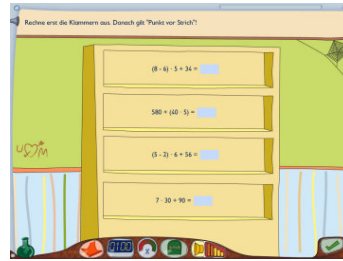 Rechne erst die Klammern aus. Danach gilt "Punkt vor Strich"!
(8 - 6) · 5 + 34 =
580 + (40 · 5) =
(5 - 2) · 6 + 56 =
7 · 30 + 90 =